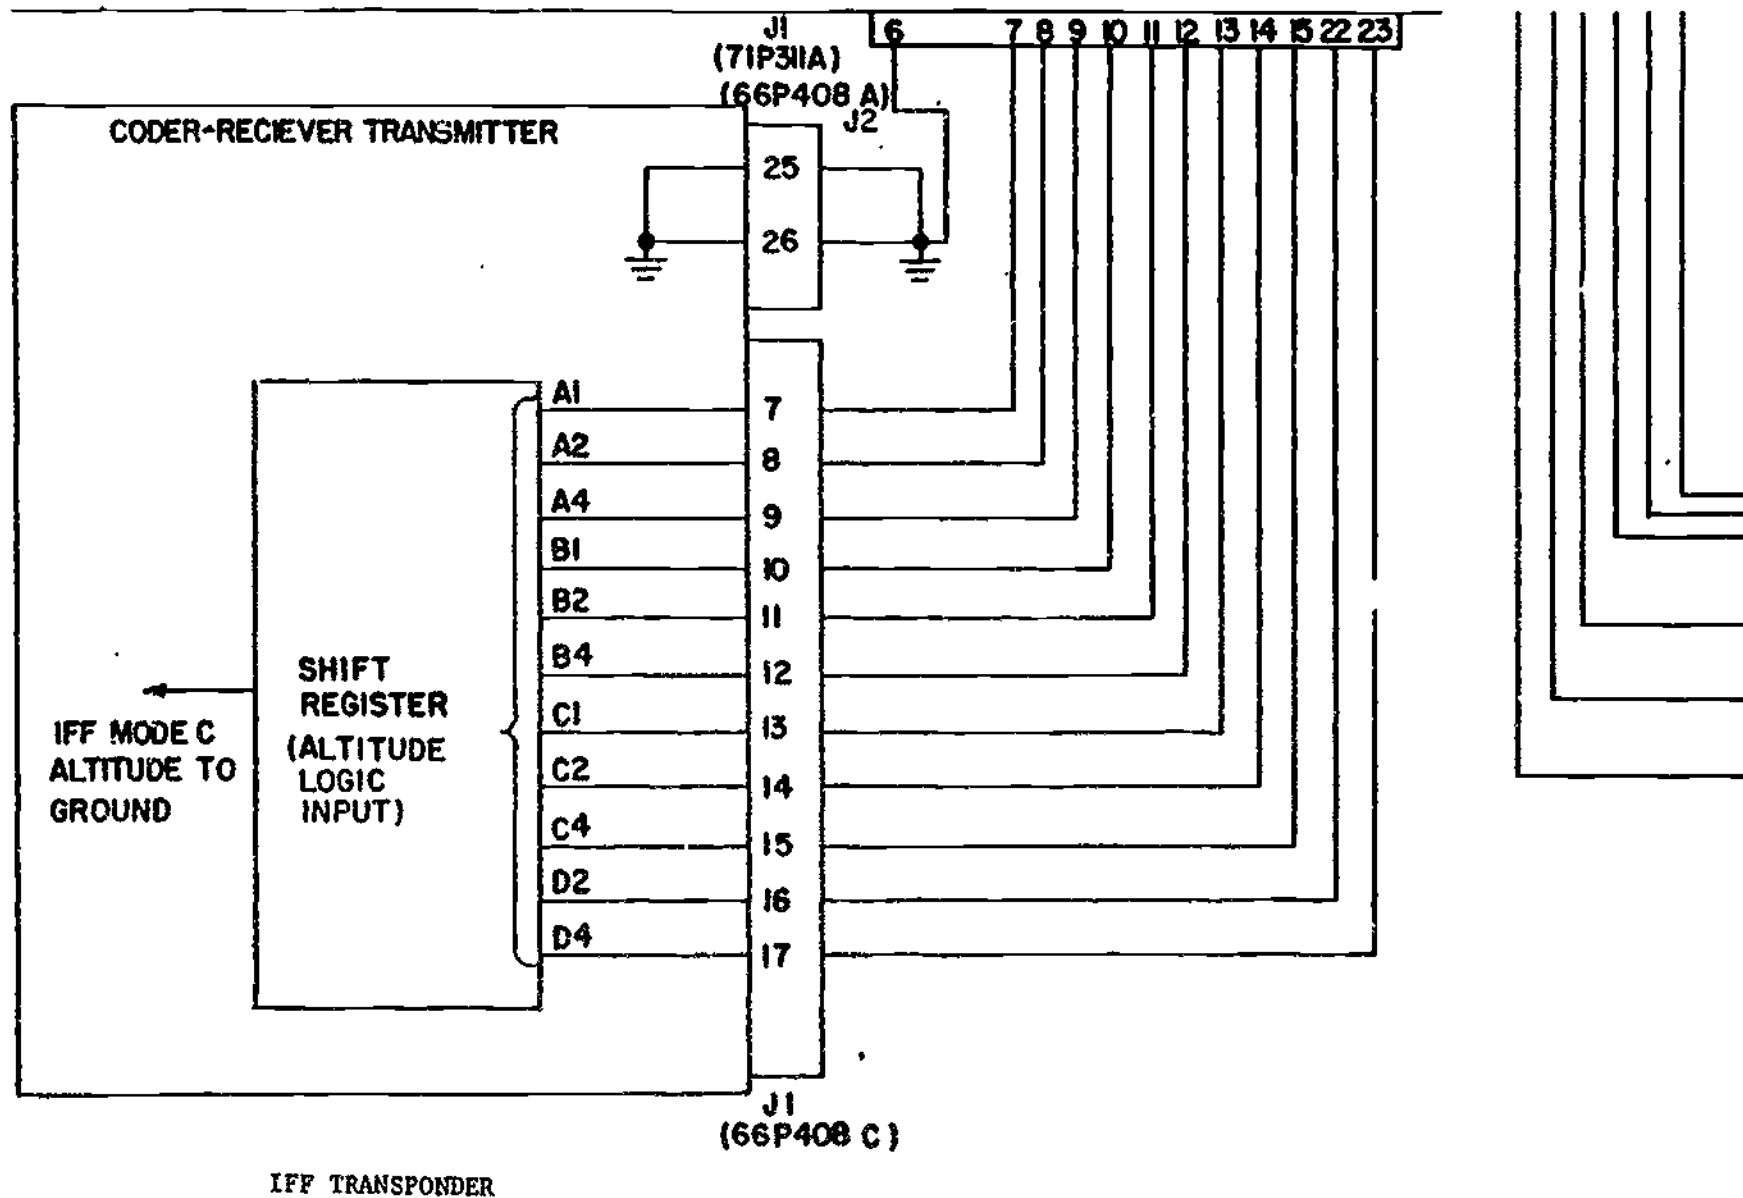 J1 6 7 8 9 10 11 12 13 14 15 22 23
(71P311A)
(66P408 A)
J2
CODER-RECIEVER TRANSMITTER
25
26
A1 7
A2 8
A4 9
B1 10
B2 11
B4 12
C1 13
C2 14
C4 15
D2 16
D4 17
SHIFT
REGISTER
(ALTITUDE
LOGIC
INPUT)
IFF MODE C
ALTITUDE TO
GROUND
J1
(66P408 C)
IFF TRANSPONDER